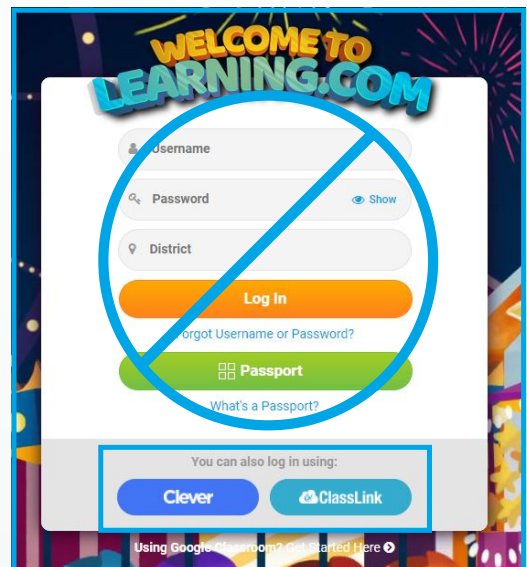 WELCOME TO
LEARNING.COM
Username
Password Show
District
Log In
Forgot Username or Password?
Passport
What's a Passport?
You can also log in using:
Clever ClassLink
Using Google Classroom? Get Started Here